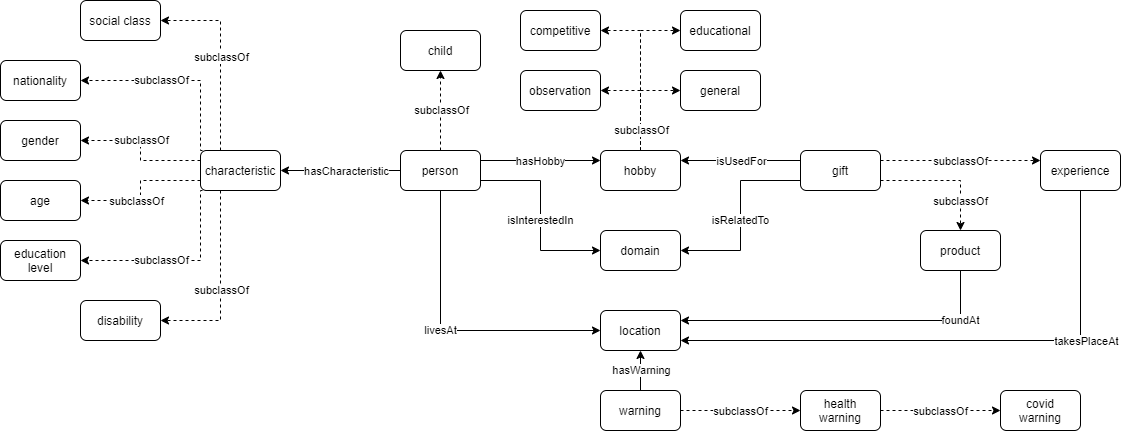 social class
competitive
educational
child
subclassOf
nationality
subclassOf
observation
general
subclassOf
subclassOf
gender
subclassOf
characteristic
hasCharacteristic
person
hasHobby
hobby
isUsedFor
gift
subclassOf
experience
age
subclassOf
subclassOf
isInterestedIn
isRelatedTo
education
level
subclassOf
domain
product
subclassOf
disability
livesAt
location
foundAt
takesPlaceAt
hasWarning
warning
subclassOf
health
warning
subclassOf
covid
warning